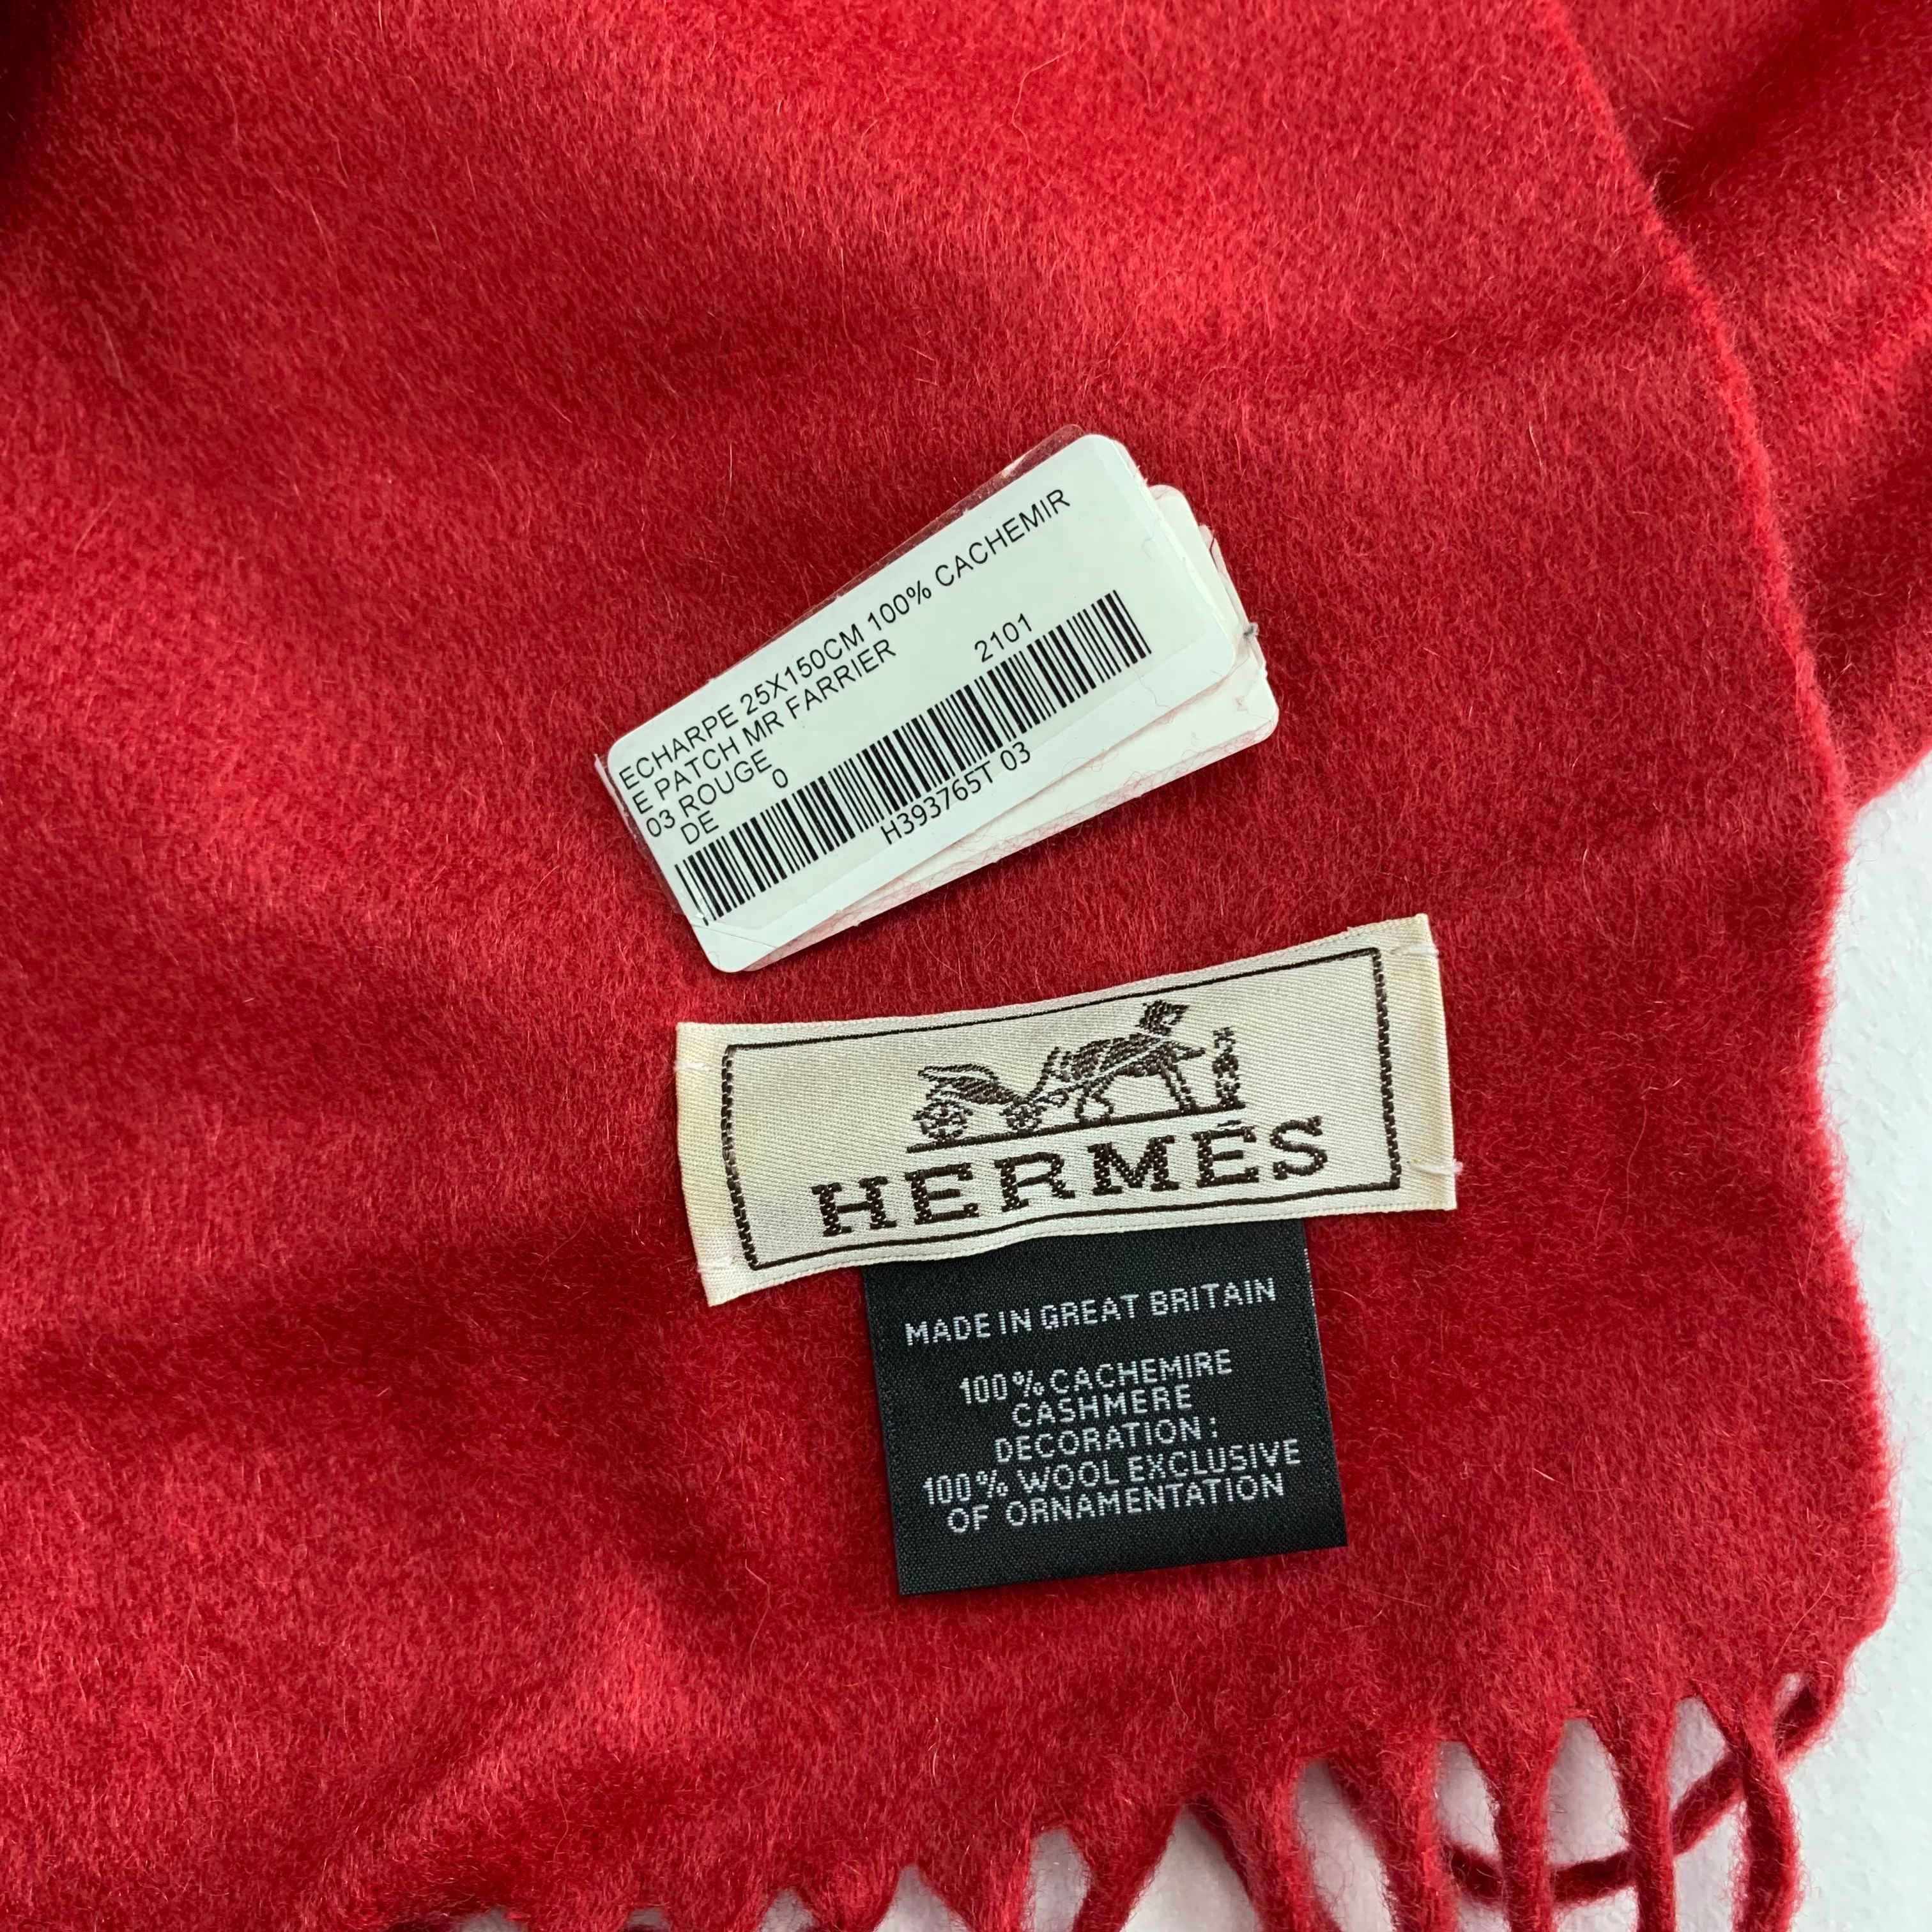 ECHARPE 25X150CM 100% CACHEMIR
E PATCH MR FARRIER
03 ROUGE 2101
DE 0
H393765T 03
HERMÈS
MADE IN GREAT BRITAIN
100% CACHEMIRE
CASHMERE
DECORATION :
100% WOOL EXCLUSIVE
OF ORNAMENTATION